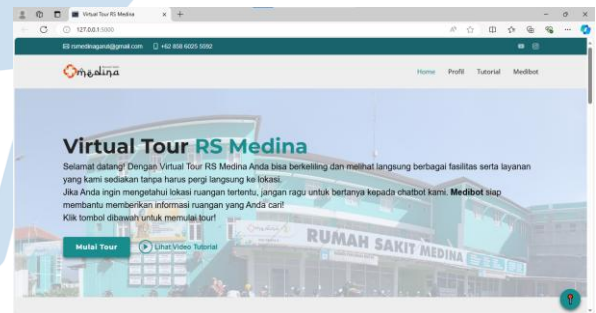 Virtual Tour RS Medina
127.0.0.1:5000
rsmedinagarut@gmail.com +62 858 6025 5092
medina
Home Profil Tutorial Medibot
Virtual Tour RS Medina
Selamat datang! Dengan Virtual Tour RS Medina Anda bisa berkeliling dan melihat langsung berbagai fasilitas serta layanan
yang kami sediakan tanpa harus pergi langsung ke lokasi.
Jika Anda ingin mengetahui lokasi ruangan tertentu, jangan ragu untuk bertanya kepada chatbot kami. Medibot siap
membantu memberikan informasi ruangan yang Anda cari!
Klik tombol dibawah untuk memulai tour!
RUMAH SAKIT MEDINA
Mulai Tour Lihat Video Tutorial